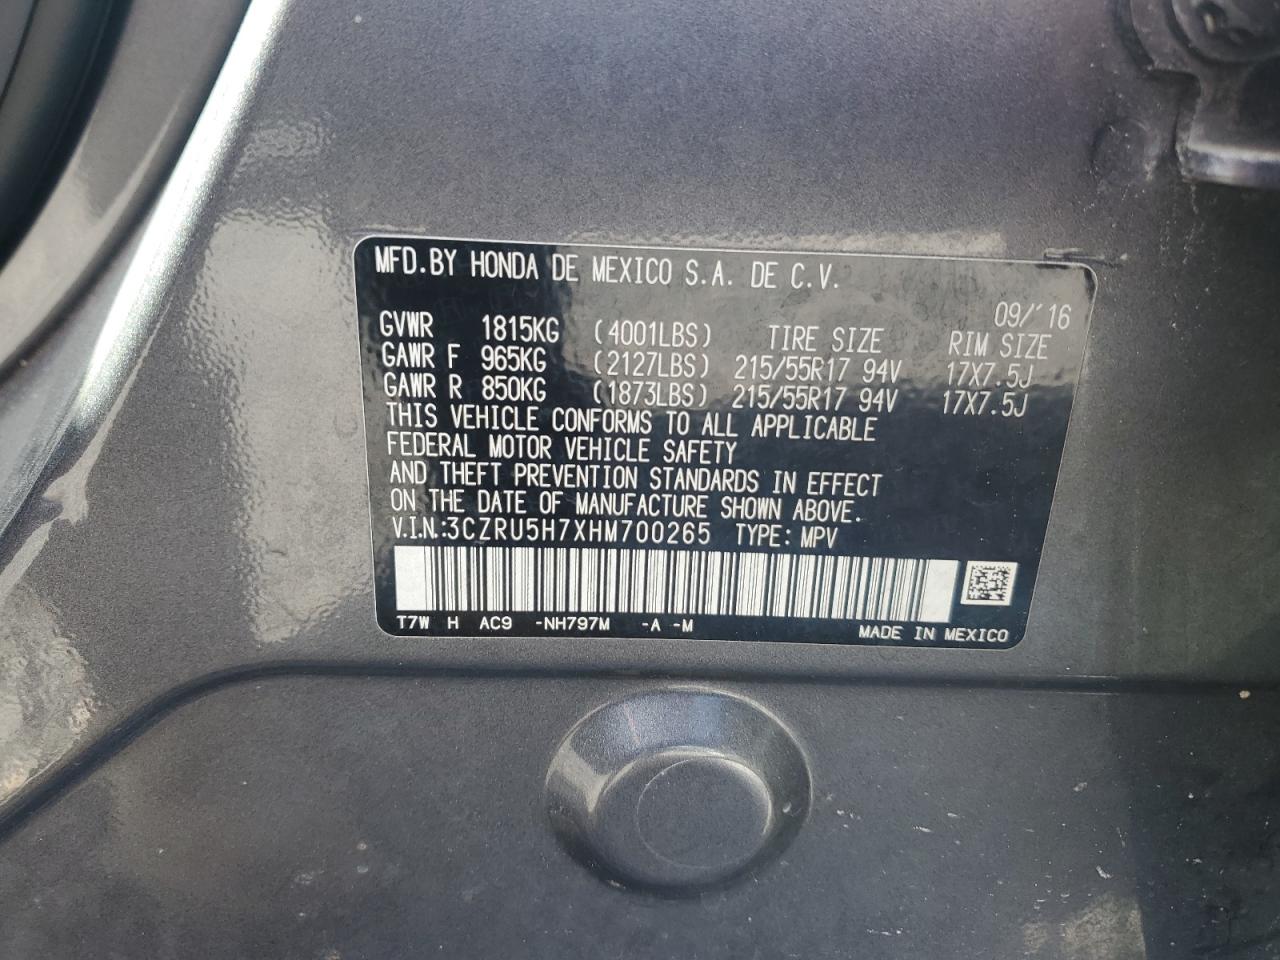 MFD.BY HONDA DE MEXICO S.A. DE C.V.
09/'16
GVWR 1815KG (4001LBS) TIRE SIZE RIM SIZE
GAWR F 965KG (2127LBS) 215/55R17 94V 17X7.5J
GAWR R 850KG (1873LBS) 215/55R17 94V 17X7.5J
THIS VEHICLE CONFORMS TO ALL APPLICABLE
FEDERAL MOTOR VEHICLE SAFETY
AND THEFT PREVENTION STANDARDS IN EFFECT
ON THE DATE OF MANUFACTURE SHOWN ABOVE.
V.I.N.:3CZRU5H7XHM700265 TYPE: MPV
T7W H AC9 -NH797M -A -M
MADE IN MEXICO